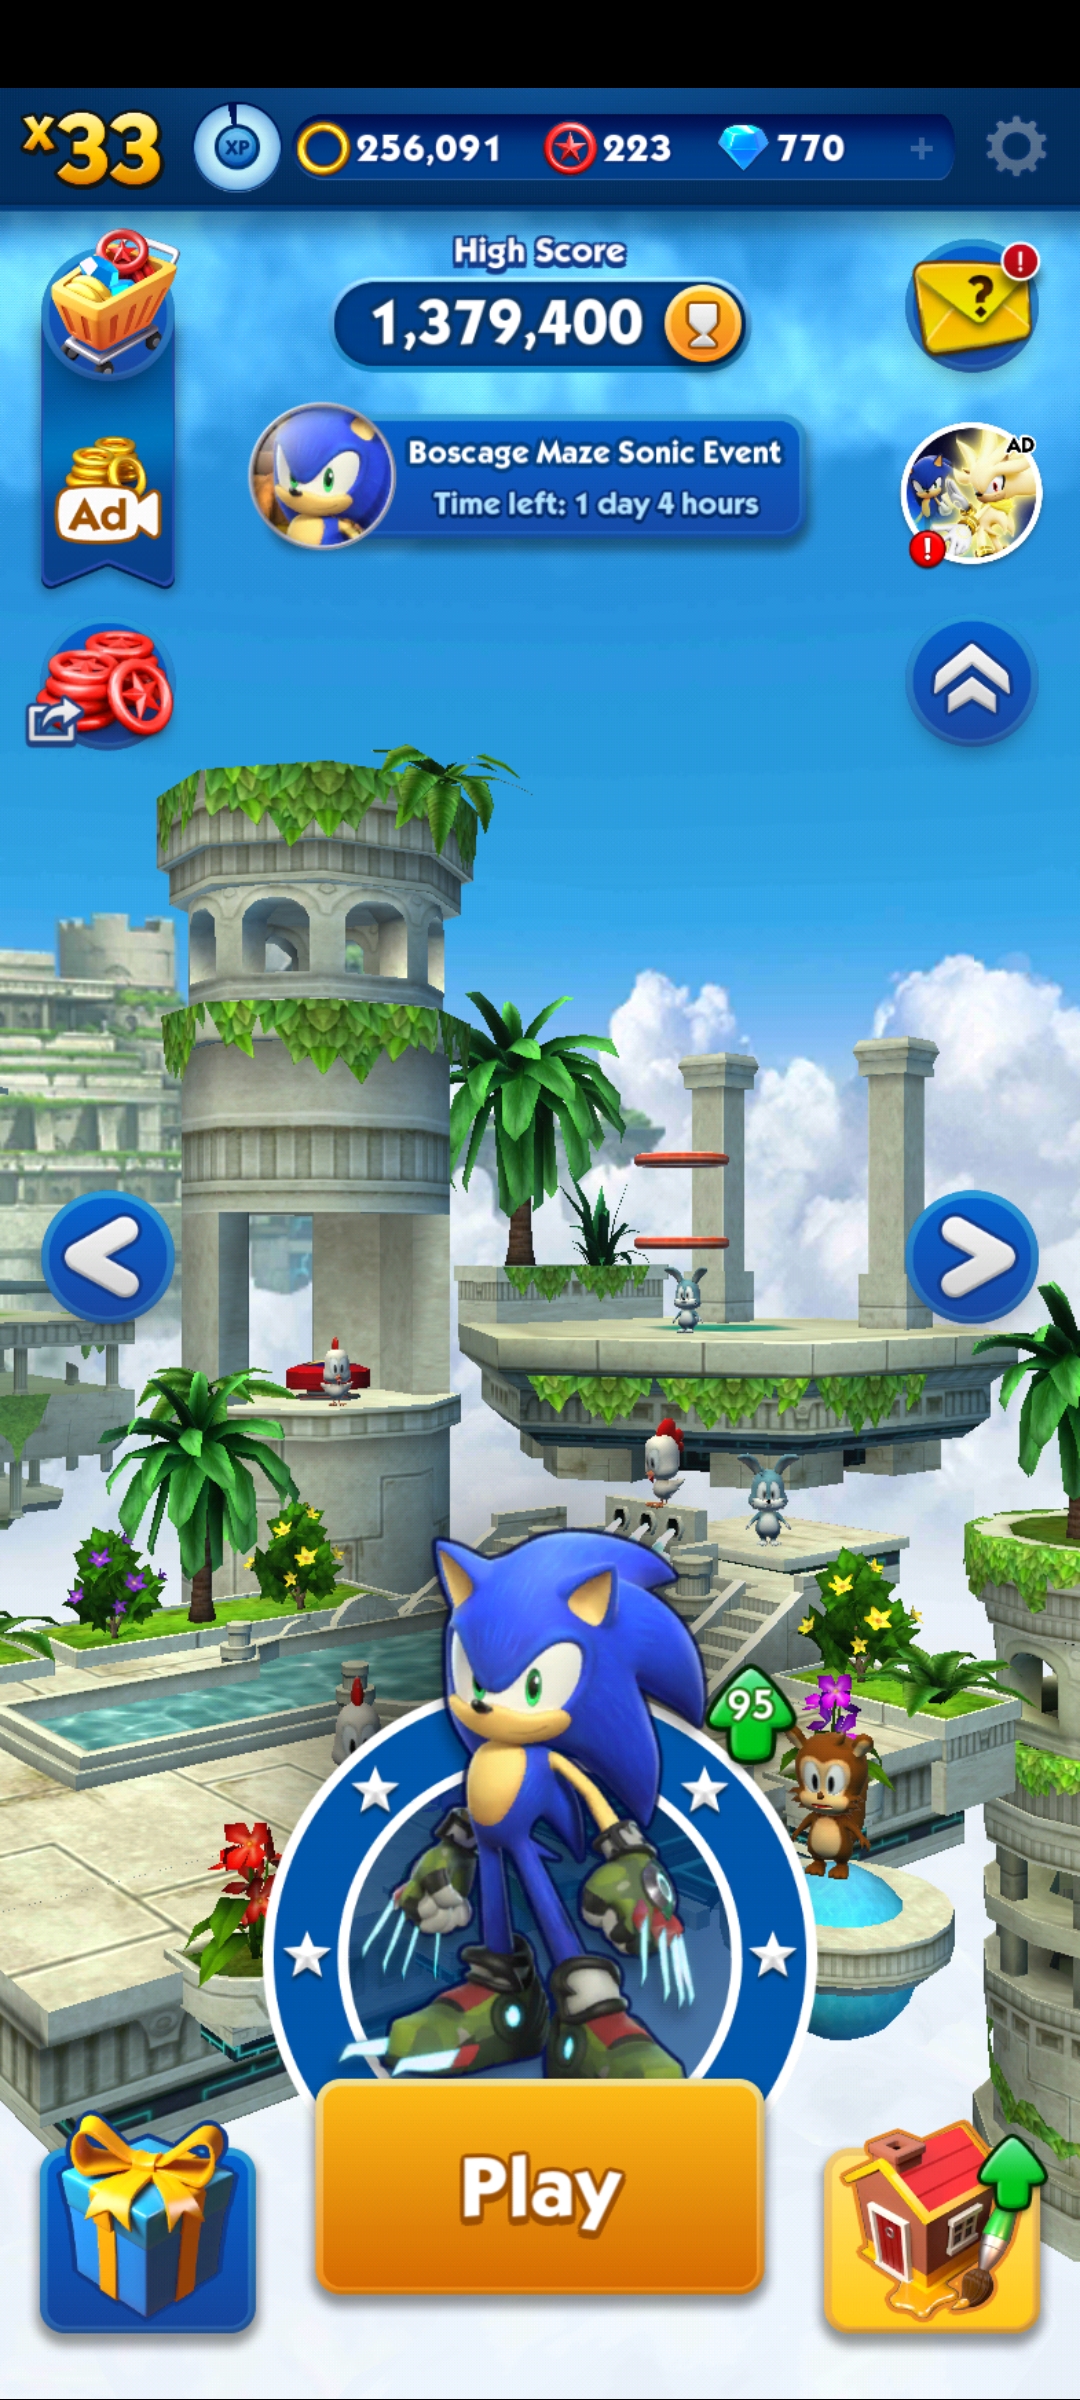 x33
XP
256,091
223
770
+
High Score
1,379,400
?
!
Boscage Maze Sonic Event
Time left: 1 day 4 hours
AD
!
Ad
95
Play